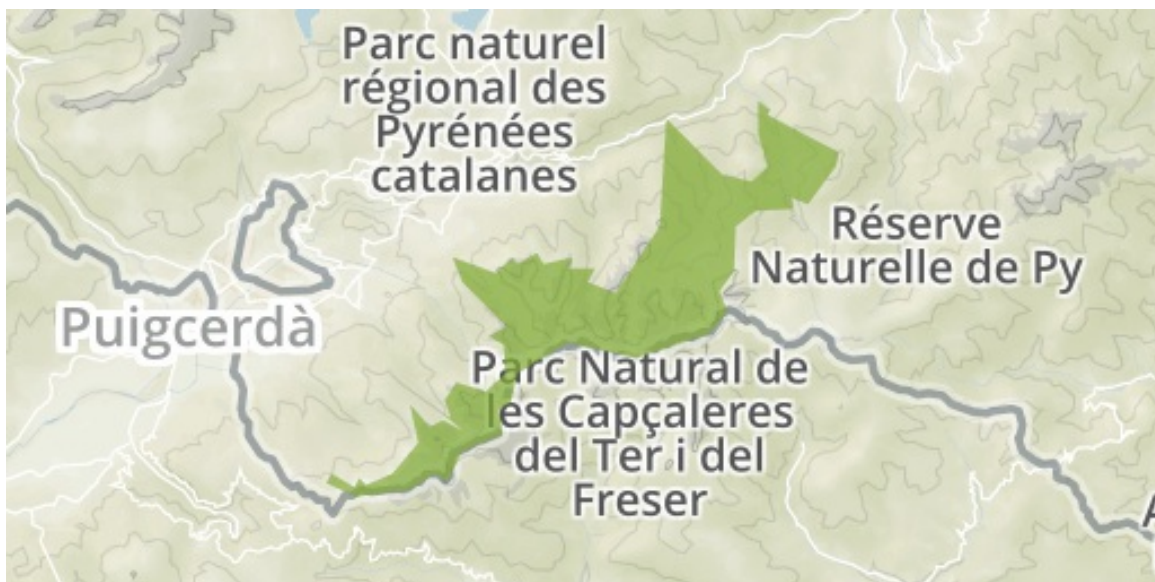 Parc naturel
régional des
Pyrénées
catalanes
Réserve
Naturelle de Py
Puigcerdà
Parc Natural de
les Capçaleres
del Ter i del
Freser